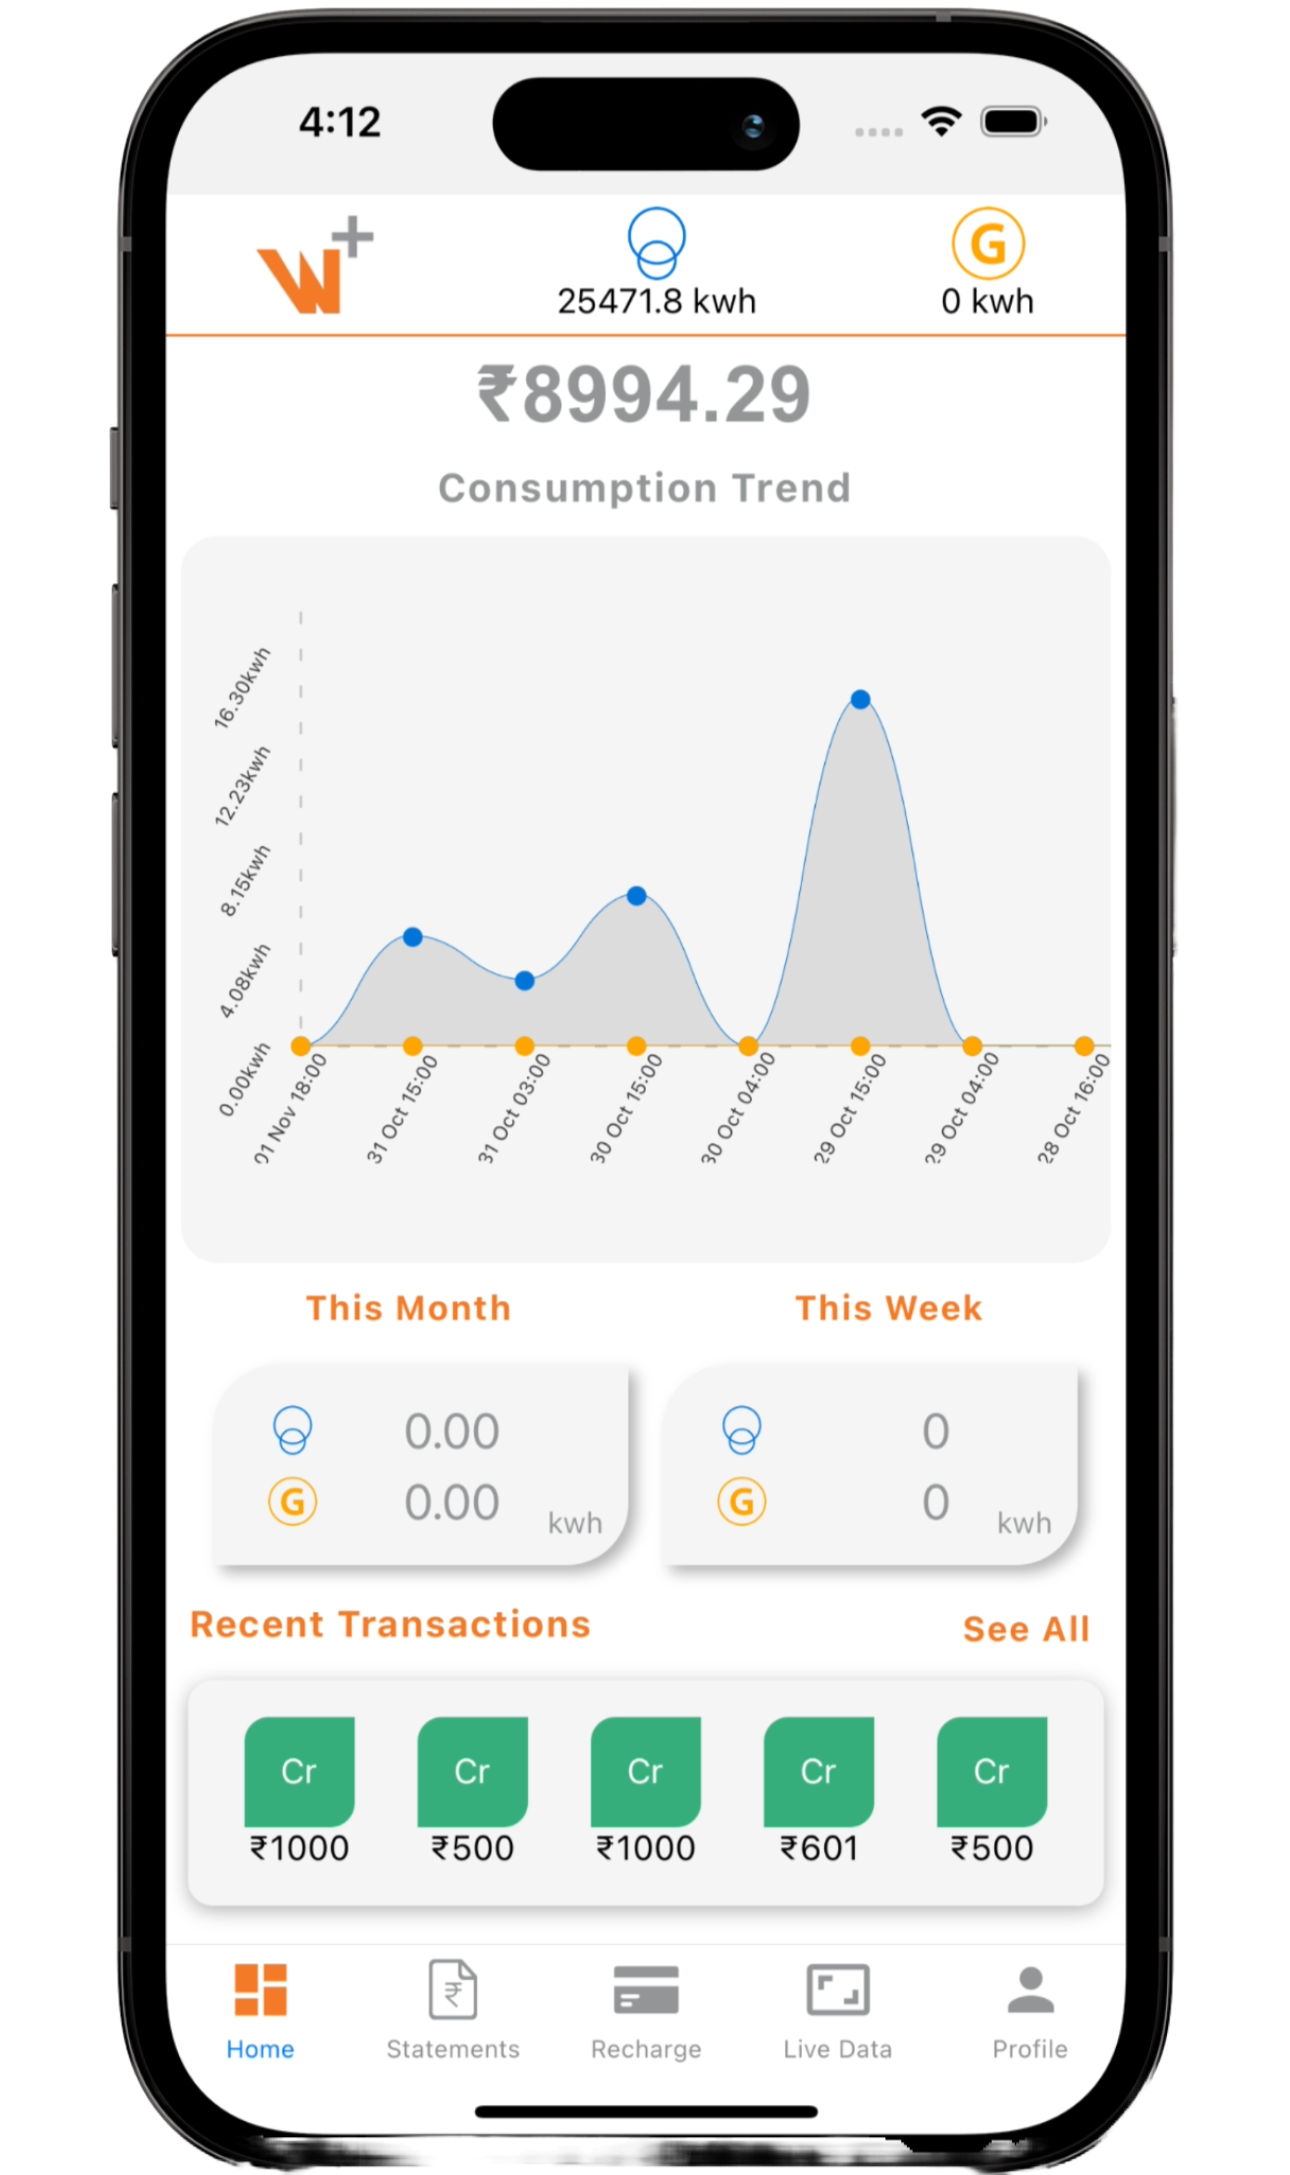 4:12
W+
25471.8 kwh
G
0 kwh
₹8994.29
Consumption Trend
16.30kwh
12.23kwh
8.15kwh
4.08kwh
0.00kwh
01 Nov 18:00
31 Oct 15:00
31 Oct 03:00
30 Oct 15:00
30 Oct 04:00
29 Oct 15:00
29 Oct 04:00
28 Oct 16:00
This Month
This Week
0.00
G 0.00 kwh
0
G 0 kwh
Recent Transactions
See All
Cr Cr Cr Cr Cr
₹1000 ₹500 ₹1000 ₹601 ₹500
₹
Home Statements Recharge Live Data Profile